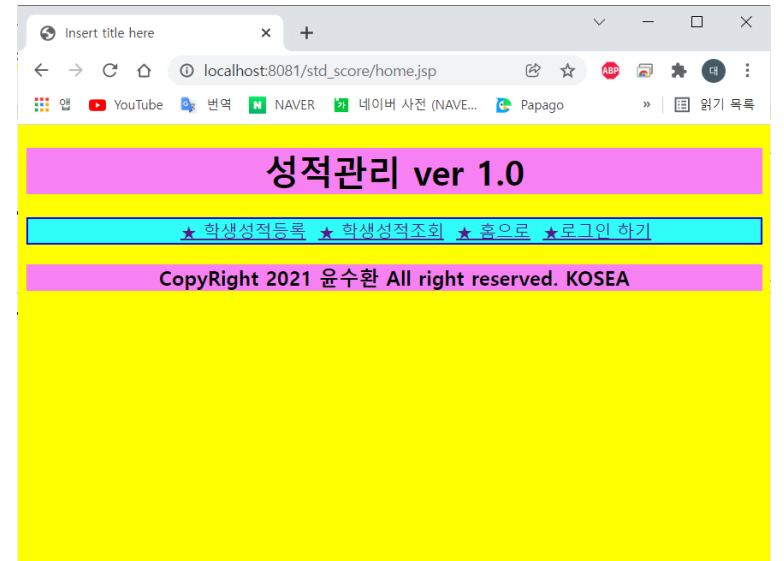 Insert title here
localhost:8081/std_score/home.jsp
ABP
대
앱 YouTube 번역 N NAVER 가 네이버 사전 (NAVE... Papago » 읽기 목록
성적관리 ver 1.0
★ 학생성적등록 ★ 학생성적조회 ★ 홈으로 ★로그인 하기
CopyRight 2021 윤수환 All right reserved. KOSEA